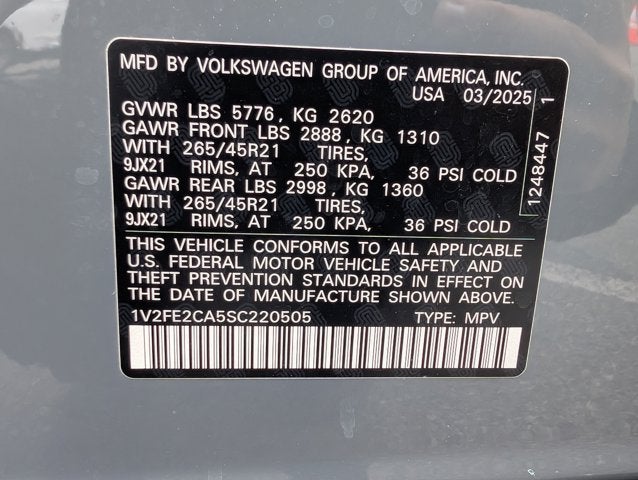 MFD BY VOLKSWAGEN GROUP OF AMERICA, INC.
USA 03/2025
GVWR LBS 5776, KG 2620
GAWR FRONT LBS 2888, KG 1310
WITH 265/45R21 TIRES,
9JX21 RIMS, AT 250 KPA, 36 PSI COLD
GAWR REAR LBS 2998, KG 1360
WITH 265/45R21 TIRES,
9JX21 RIMS, AT 250 KPA, 36 PSI COLD
THIS VEHICLE CONFORMS TO ALL APPLICABLE
U.S. FEDERAL MOTOR VEHICLE SAFETY AND
THEFT PREVENTION STANDARDS IN EFFECT ON
THE DATE OF MANUFACTURE SHOWN ABOVE.
1V2FE2CA5SC220505 TYPE: MPV
1248447 1